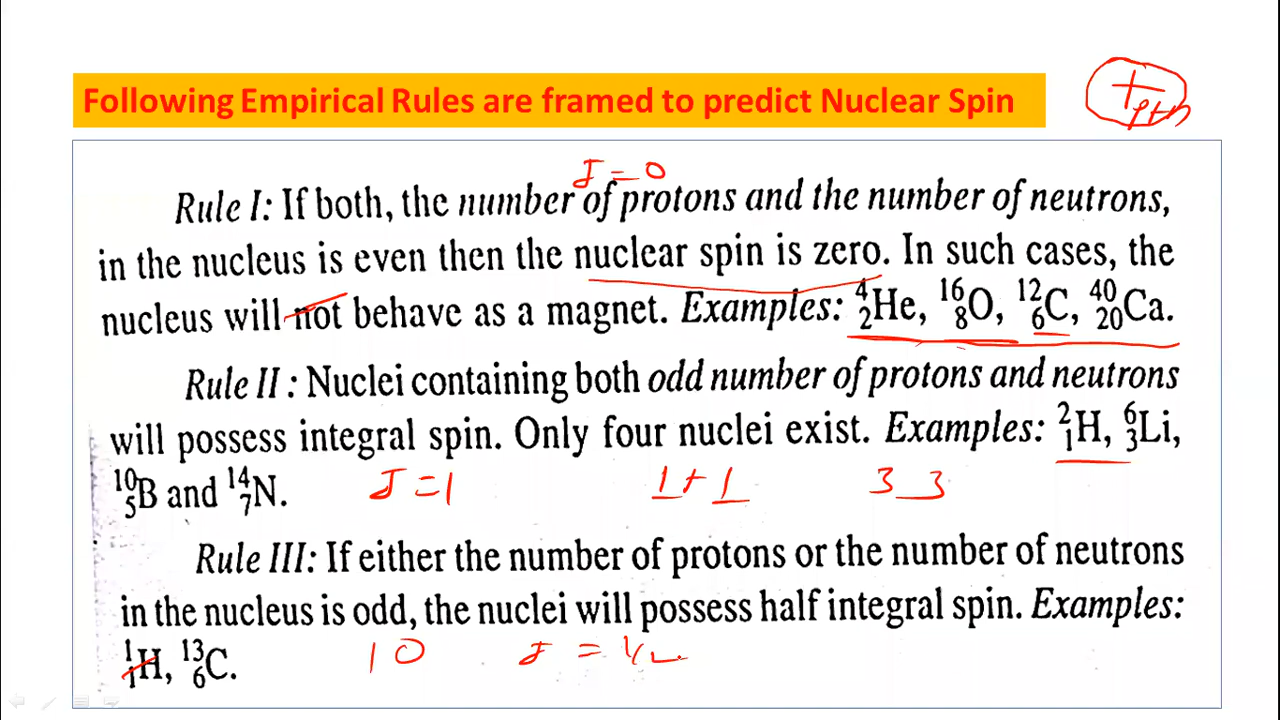 Following Empirical Rules are framed to predict Nuclear Spin
+
p+n
J = 0
Rule I: If both, the number of protons and the number of neutrons,
in the nucleus is even then the nuclear spin is zero. In such cases, the
nucleus will not behave as a magnet. Examples: ⁴₂He, ¹⁶₈O, ¹²₆C, ⁴⁰₂₀Ca.
Rule II : Nuclei containing both odd number of protons and neutrons
will possess integral spin. Only four nuclei exist. Examples: ²₁H, ⁶₃Li,
¹⁰₅B and ¹⁴₇N. J = 1 1 + 1 3 3
Rule III: If either the number of protons or the number of neutrons
in the nucleus is odd, the nuclei will possess half integral spin. Examples:
¹₁H, ¹³₆C. 1 0 J = 1/2